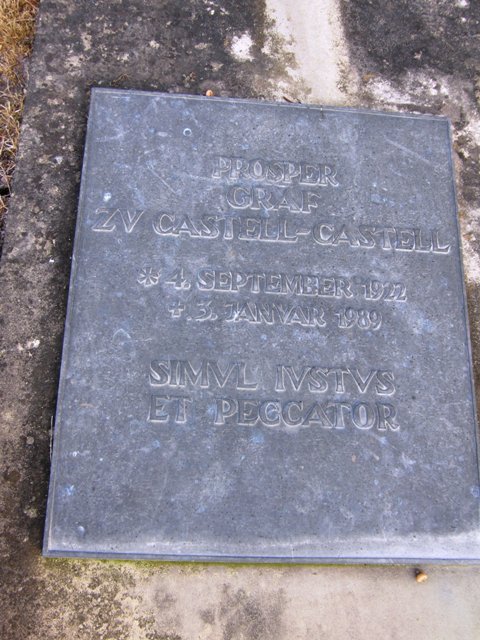 PROSPER
GRAF
ZV CASTELL-CASTELL
* 4. SEPTEMBER 1922
+ 3. JANVAR 1989
SIMVL IVSTVS
ET PECCATOR